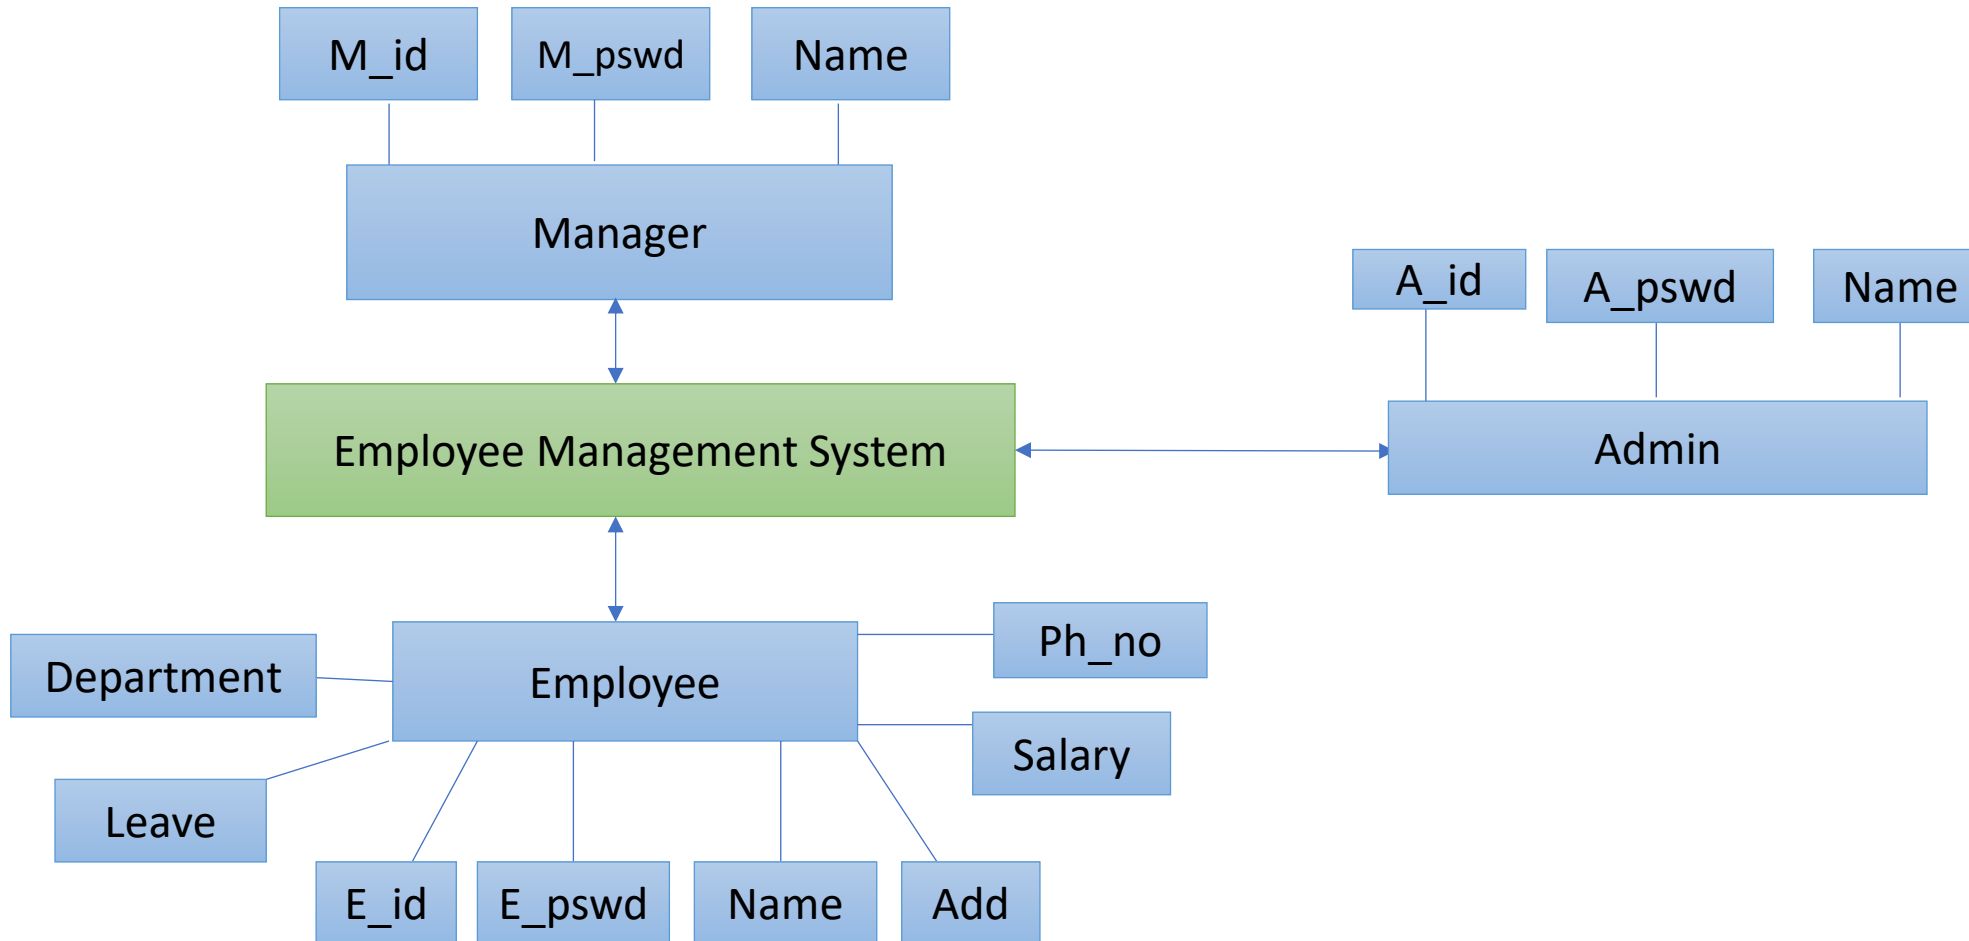 M_id
M_pswd
Name
Manager
A_id
A_pswd
Name
Employee Management System
Admin
Department
Employee
Ph_no
Salary
Leave
E_id
E_pswd
Name
Add